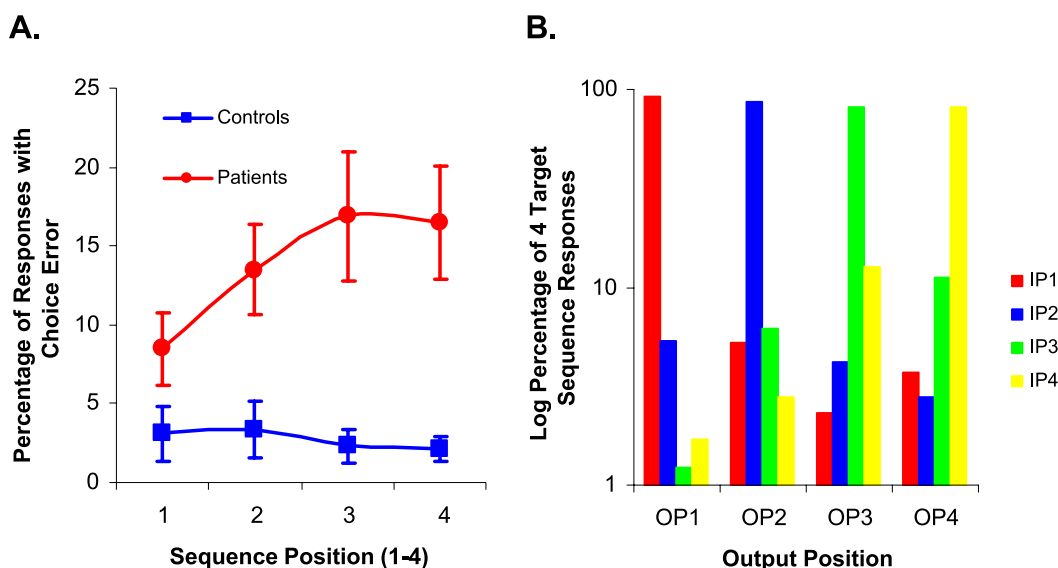 A.
Percentage of Responses with
Choice Error
25
20
15
10
5
0
Controls
Patients
1 2 3 4
Sequence Position (1-4)
B.
Log Percentage of 4 Target
Sequence Responses
100
10
1
OP1 OP2 OP3 OP4
Output Position
IP1
IP2
IP3
IP4